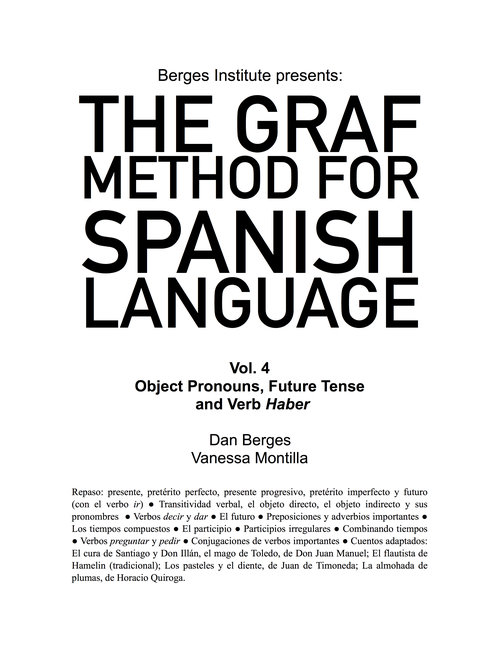 Berges Institute presents:
THE GRAF
METHOD FOR
SPANISH
LANGUAGE
Vol. 4
Object Pronouns, Future Tense
and Verb Haber
Dan Berges
Vanessa Montilla
Repaso: presente, pretérito perfecto, presente progresivo, pretérito imperfecto y futuro
(con el verbo ir) ● Transitividad verbal, el objeto directo, el objeto indirecto y sus
pronombres ● Verbos decir y dar ● El futuro ● Preposiciones y adverbios importantes ●
Los tiempos compuestos ● El participio ● Participios irregulares ● Combinando tiempos
● Verbos preguntar y pedir ● Conjugaciones de verbos importantes ● Cuentos adaptados:
El cura de Santiago y Don Illán, el mago de Toledo, de Don Juan Manuel; El flautista de
Hamelin (tradicional); Los pasteles y el diente, de Juan de Timoneda; La almohada de
plumas, de Horacio Quiroga.